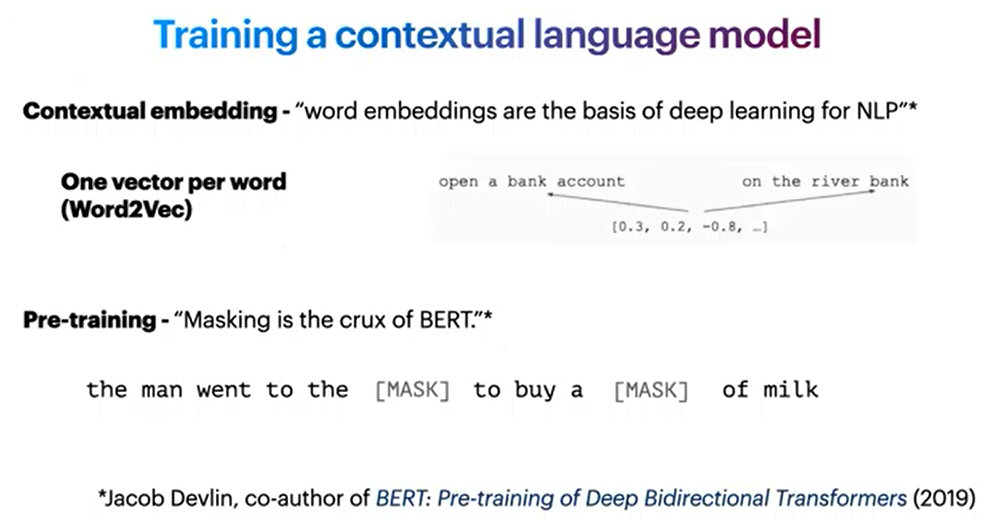 Training a contextual language model
Contextual embedding - “word embeddings are the basis of deep learning for NLP”*
One vector per word
(Word2Vec)
open a bank account
on the river bank
[0.3, 0.2, -0.8, …]
Pre-training - “Masking is the crux of BERT.”*
the man went to the [MASK] to buy a [MASK] of milk
*Jacob Devlin, co-author of BERT: Pre-training of Deep Bidirectional Transformers (2019)